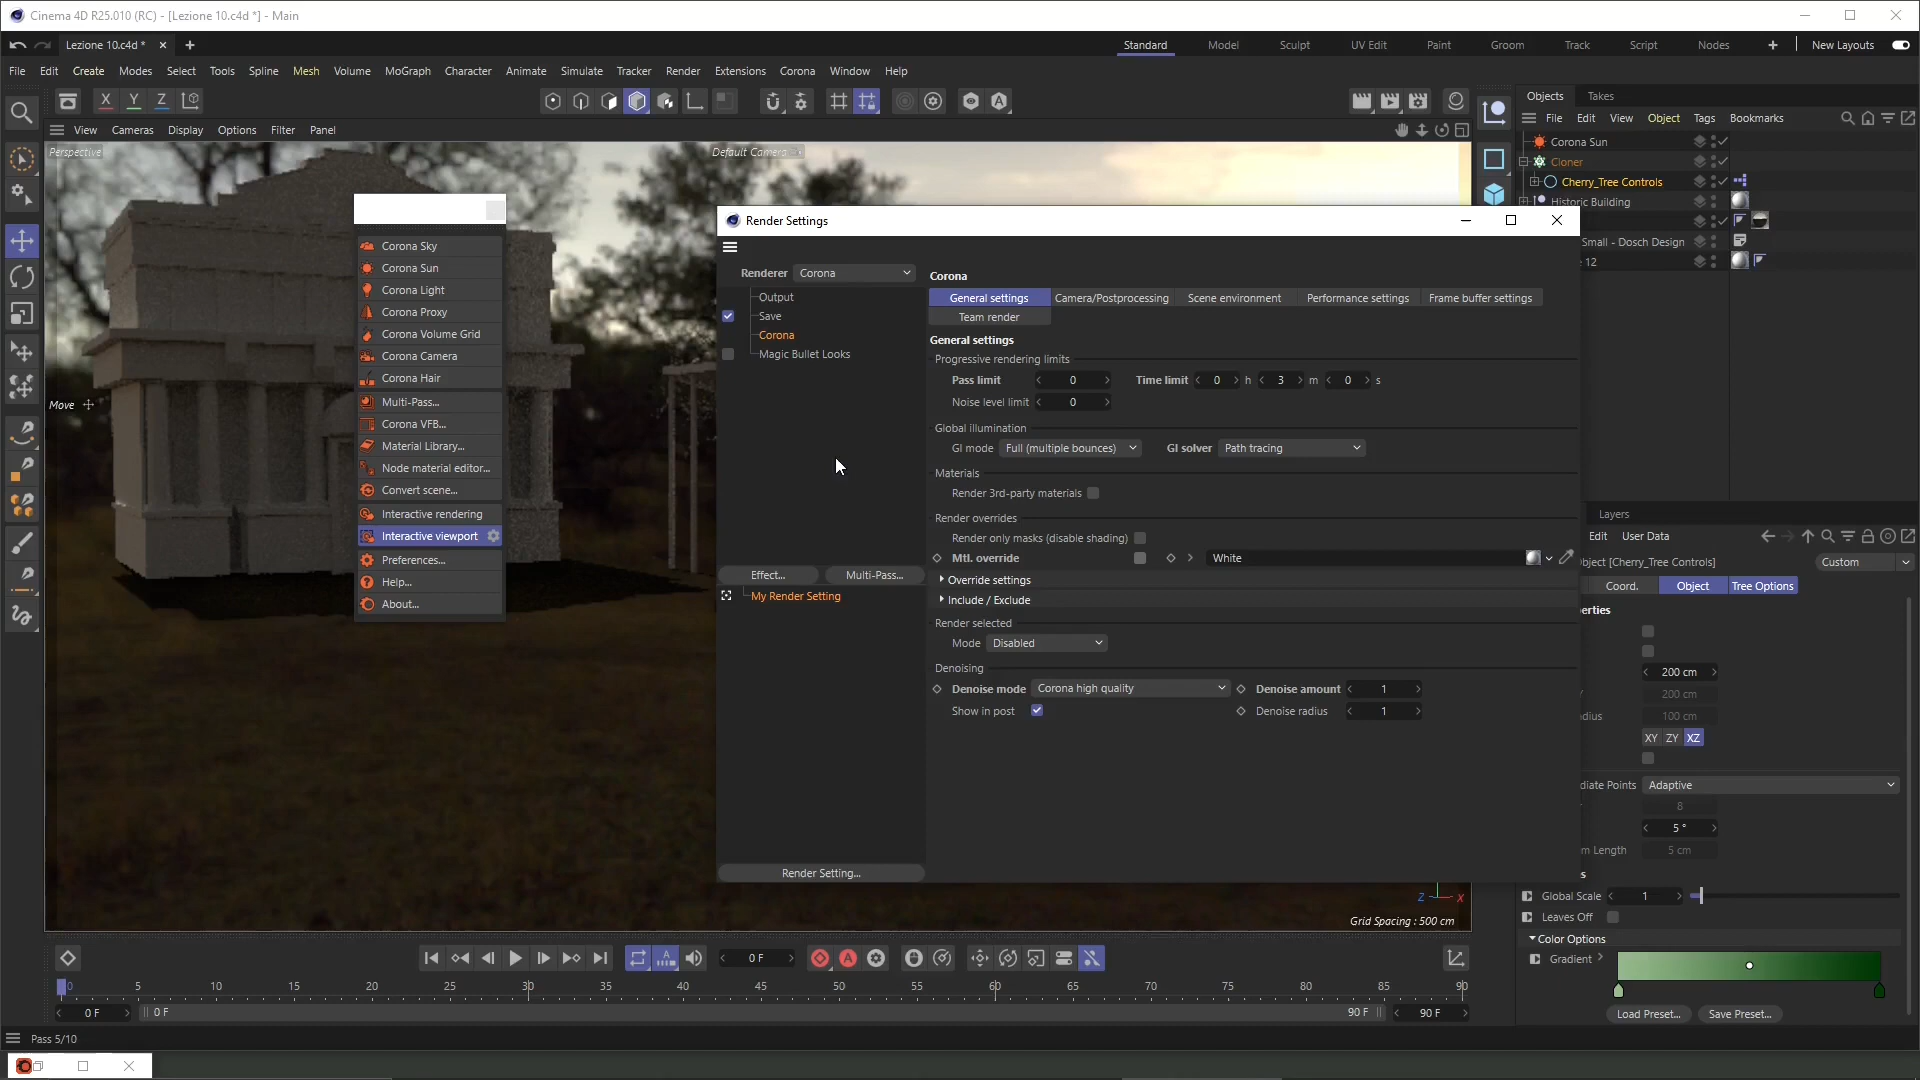 Cinema 4D R25.010 (RC) - [Lezione 10.c4d *] - Main
Lezione 10.c4d *
Standard
Model
Sculpt
UV Edit
Paint
Groom
Track
Script
Nodes
New Layouts
File Edit Create Modes Select Tools Spline Mesh Volume MoGraph Character Animate Simulate Tracker Render Extensions Corona Window Help
X Y Z
Objects Takes
View Cameras Display Options Filter Panel
File Edit View Object Tags Bookmarks
Perspective
Default Camera
Corona Sun
Cloner
Cherry_Tree Controls
Historic Building
Small - Dosch Design
12
Move
Corona Sky
Corona Sun
Corona Light
Corona Proxy
Corona Volume Grid
Corona Camera
Corona Hair
Multi-Pass...
Corona VFB...
Material Library...
Node material editor...
Convert scene...
Interactive rendering
Interactive viewport
Preferences...
Help...
About...
Render Settings
Renderer Corona
Output
Save
Corona
Magic Bullet Looks
Effect... Multi-Pass...
My Render Setting
Render Setting...
Corona
General settings Camera/Postprocessing Scene environment Performance settings Frame buffer settings
Team render
General settings
Progressive rendering limits
Pass limit 0 Time limit 0 h 3 m 0 s
Noise level limit 0
Global illumination
GI mode Full (multiple bounces) GI solver Path tracing
Materials
Render 3rd-party materials
Render overrides
Render only masks (disable shading)
Mtl. override White
Override settings
Include / Exclude
Render selected
Mode Disabled
Denoising
Denoise mode Corona high quality Denoise amount 1
Show in post Denoise radius 1
Layers
Edit User Data
bject [Cherry_Tree Controls] Custom
Coord. Object Tree Options
erties
200 cm
200 cm
dius 100 cm
XY ZY XZ
diate Points Adaptive
8
5 °
m Length 5 cm
s
Global Scale 1
Leaves Off
Color Options
Gradient
Load Preset... Save Preset...
Z X
Grid Spacing : 500 cm
0 F
0 5 10 15 20 25 30 35 40 45 50 55 60 65 70 75 80 85 90
0 F 0 F 90 F 90 F
Pass 5/10